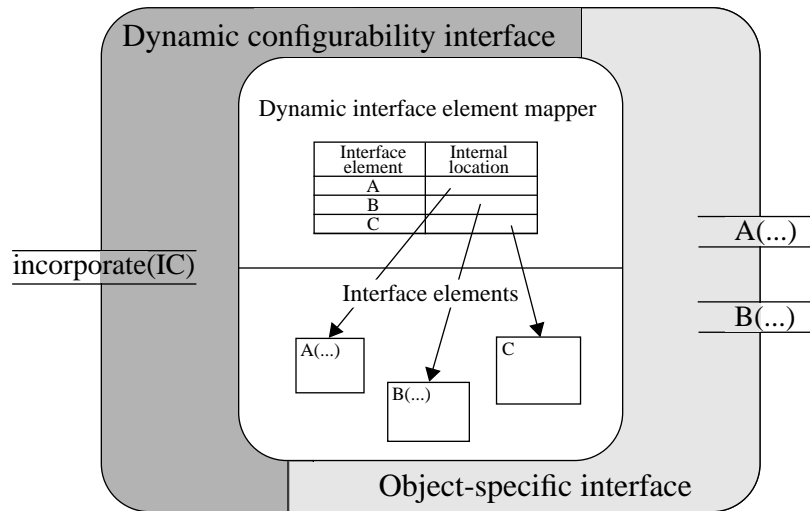 Dynamic configurability interface
Dynamic interface element mapper
Interface element
Internal location
A
B
C
A(...)
incorporate(IC)
B(...)
Interface elements
A(...)
B(...)
C
Object-specific interface